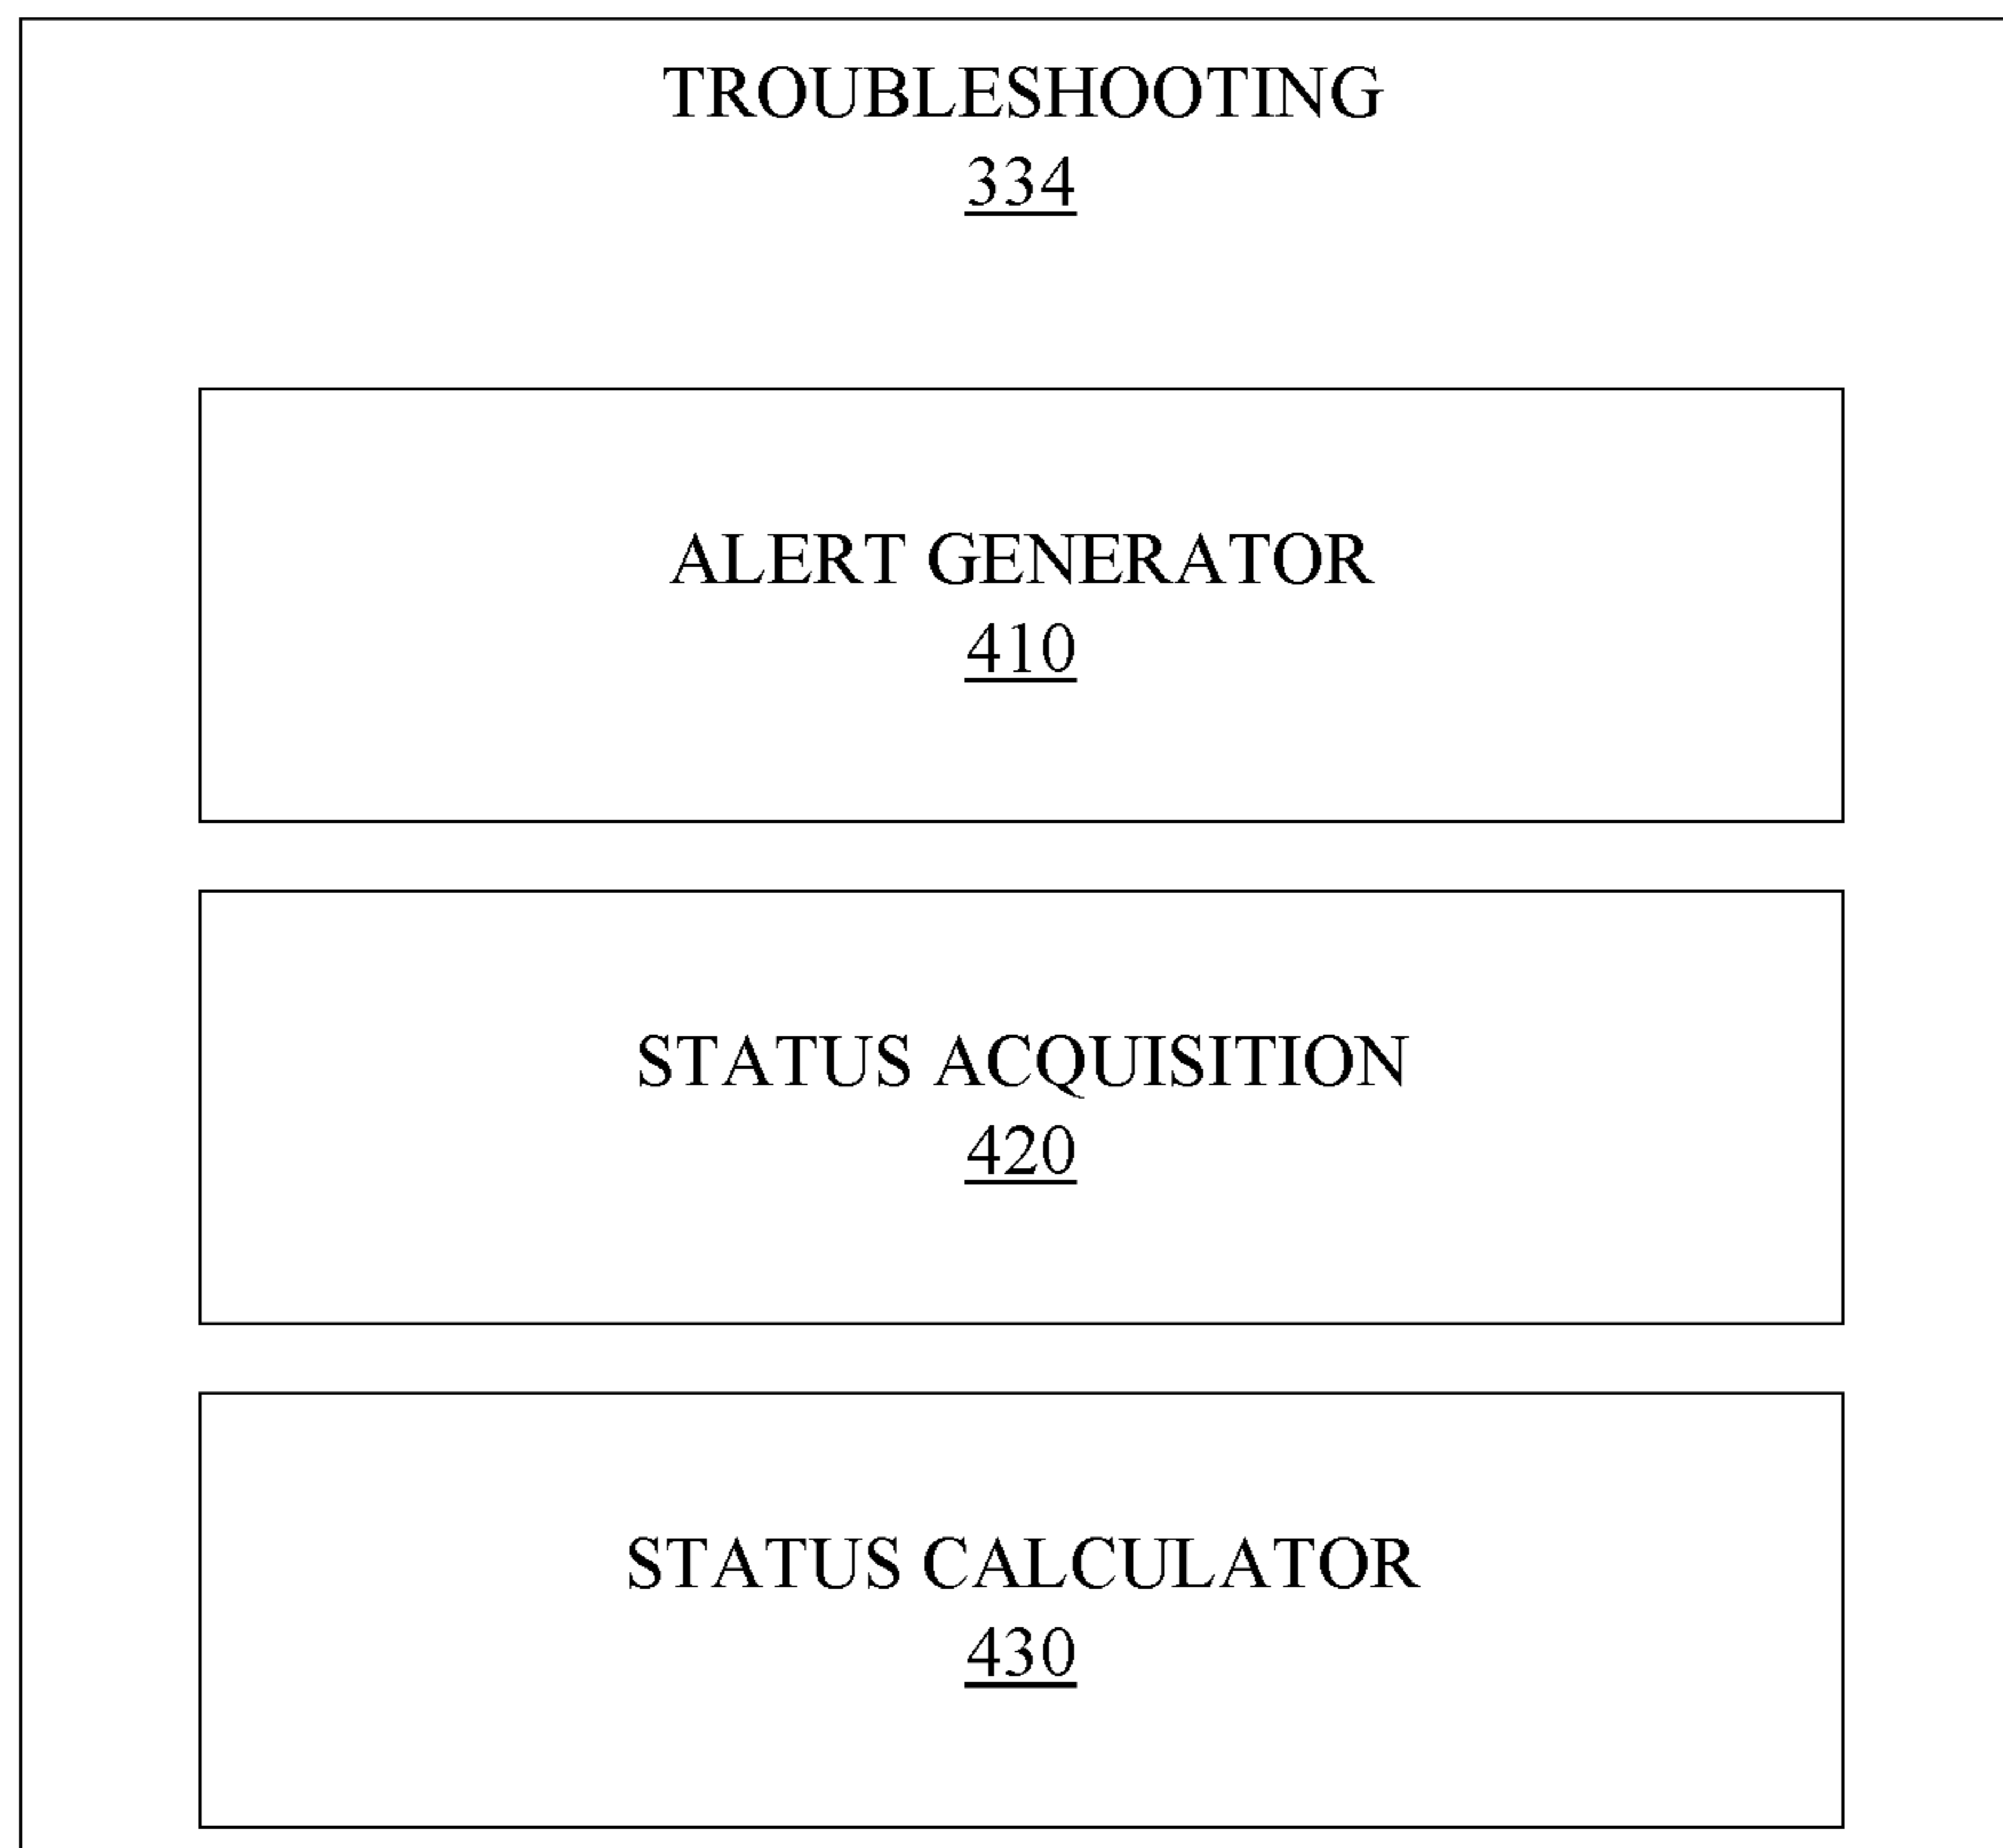 TROUBLESHOOTING
334
ALERT GENERATOR
410
STATUS ACQUISITION
420
STATUS CALCULATOR
430